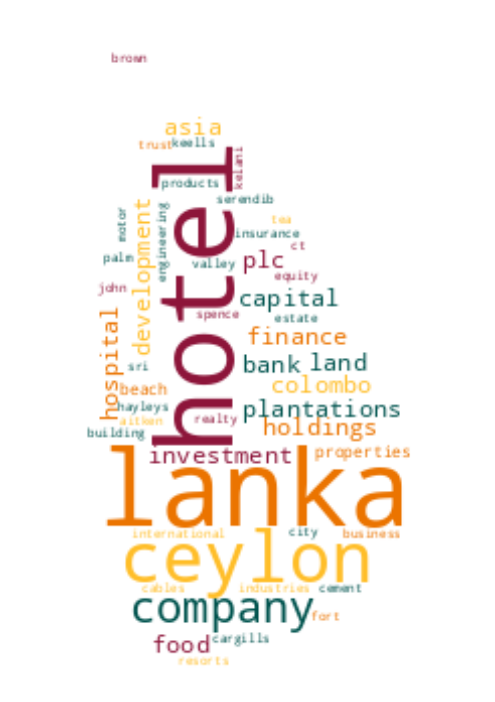 brown
asia
trust
keells
hotel
kelani
products
serendib
development
engineering
motor
tea
insurance
ct
palm
valley
plc
equity
john
capital
spence
estate
hospital
finance
sri
bank
land
beach
colombo
hayleys
plantations
aitken
realty
holdings
building
investment
properties
lanka
international
city
business
ceylon
cables
industries
cement
company
fort
food
cargills
resorts